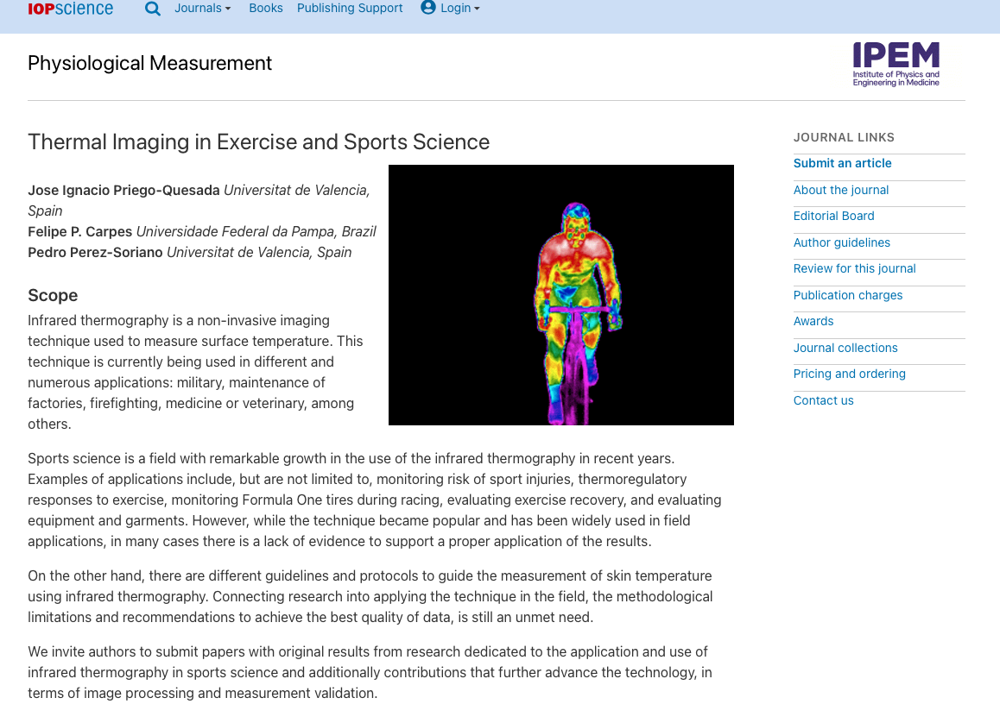 IOPscience
Journals
Books
Publishing Support
Login
Physiological Measurement
IPEM
Institute of Physics and
Engineering in Medicine
Thermal Imaging in Exercise and Sports Science
Jose Ignacio Priego-Quesada Universitat de Valencia,
Spain
Felipe P. Carpes Universidade Federal da Pampa, Brazil
Pedro Perez-Soriano Universitat de Valencia, Spain
Scope
Infrared thermography is a non-invasive imaging
technique used to measure surface temperature. This
technique is currently being used in different and
numerous applications: military, maintenance of
factories, firefighting, medicine or veterinary, among
others.
Sports science is a field with remarkable growth in the use of the infrared thermography in recent years.
Examples of applications include, but are not limited to, monitoring risk of sport injuries, thermoregulatory
responses to exercise, monitoring Formula One tires during racing, evaluating exercise recovery, and evaluating
equipment and garments. However, while the technique became popular and has been widely used in field
applications, in many cases there is a lack of evidence to support a proper application of the results.
On the other hand, there are different guidelines and protocols to guide the measurement of skin temperature
using infrared thermography. Connecting research into applying the technique in the field, the methodological
limitations and recommendations to achieve the best quality of data, is still an unmet need.
We invite authors to submit papers with original results from research dedicated to the application and use of
infrared thermography in sports science and additionally contributions that further advance the technology, in
terms of image processing and measurement validation.
JOURNAL LINKS
Submit an article
About the journal
Editorial Board
Author guidelines
Review for this journal
Publication charges
Awards
Journal collections
Pricing and ordering
Contact us